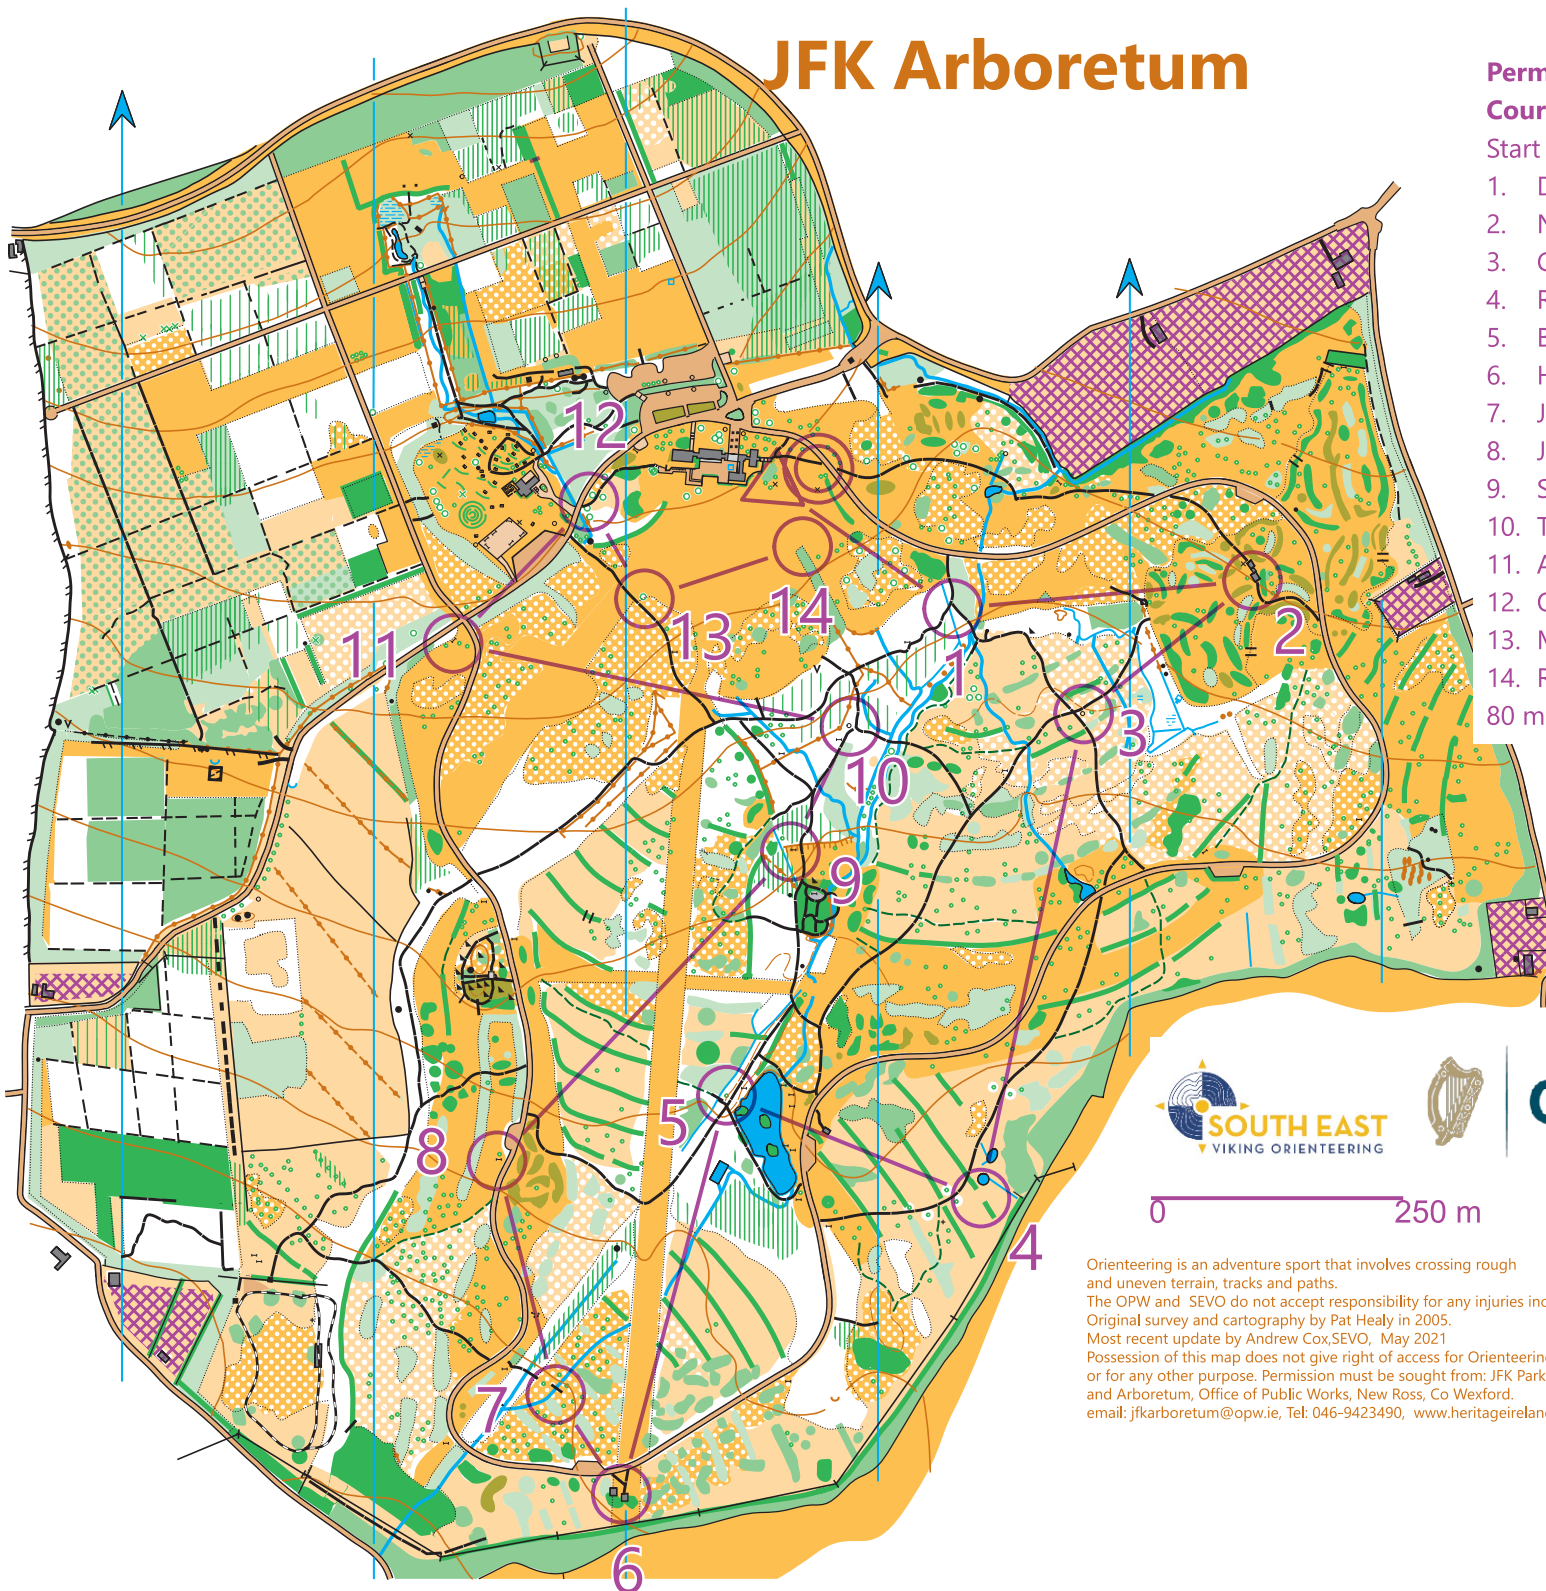 JFK Arboretum
Perm
Cour
Start
1. D
2. N
3.
4.
5.
6. H
7. J
8. J
9. S
10. T
11. A
12.
13. M
14.
80 m
12
11
13
14
1
2
3
10
9
8
5
4
7
6
SOUTH EAST
VIKING ORIENTEERING
0 250 m
Orienteering is an adventure sport that involves crossing rough
and uneven terrain, tracks and paths.
The OPW and SEVO do not accept responsibility for any injuries inc
Original survey and cartography by Pat Healy in 2005.
Most recent update by Andrew Cox,SEVO, May 2021
Possession of this map does not give right of access for Orienteering
or for any other purpose. Permission must be sought from: JFK Park
and Arboretum, Office of Public Works, New Ross, Co Wexford.
email: jfkarboretum@opw.ie, Tel: 046-9423490, www.heritageirelan